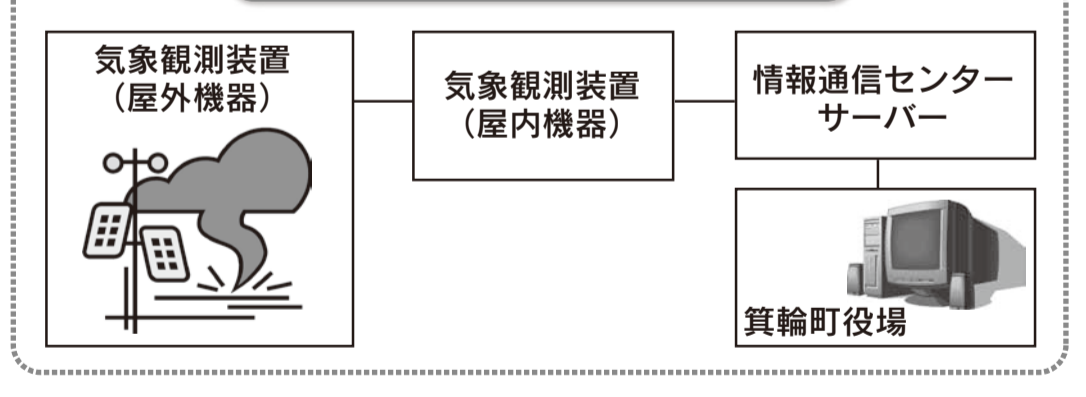 気象観測装置
（屋外機器）
気象観測装置
（屋内機器）
情報通信センター
サーバー
箕輪町役場